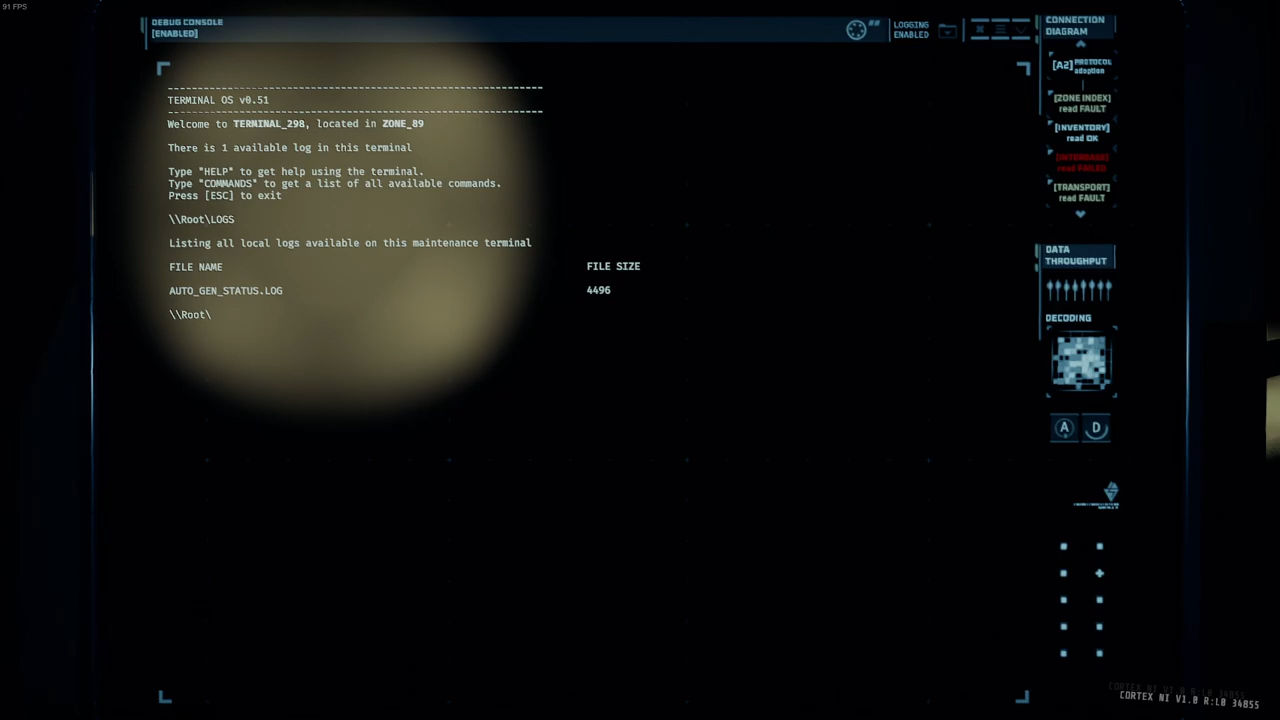 91 FPS
DEBUG CONSOLE
[ENABLED]
LOGGING
ENABLED
CONNECTION
DIAGRAM
[A2] PROTOCOL
adoption
[ZONE INDEX]
read FAULT
[INVENTORY]
read OK
read FAILED
[TRANSPORT]
read FAULT
------------------------------------------------------------------
TERMINAL OS v0.51
------------------------------------------------------------------
Welcome to TERMINAL_298, located in ZONE_89
There is 1 available log in this terminal
Type "HELP" to get help using the terminal.
Type "COMMANDS" to get a list of all available commands.
Press [ESC] to exit
\\Root\LOGS
Listing all local logs available on this maintenance terminal
FILE NAME FILE SIZE
AUTO_GEN_STATUS.LOG 4496
\\Root\
DATA
THROUGHPUT
DECODING
A D
CORTEX NI V1.0 R:L0 34855